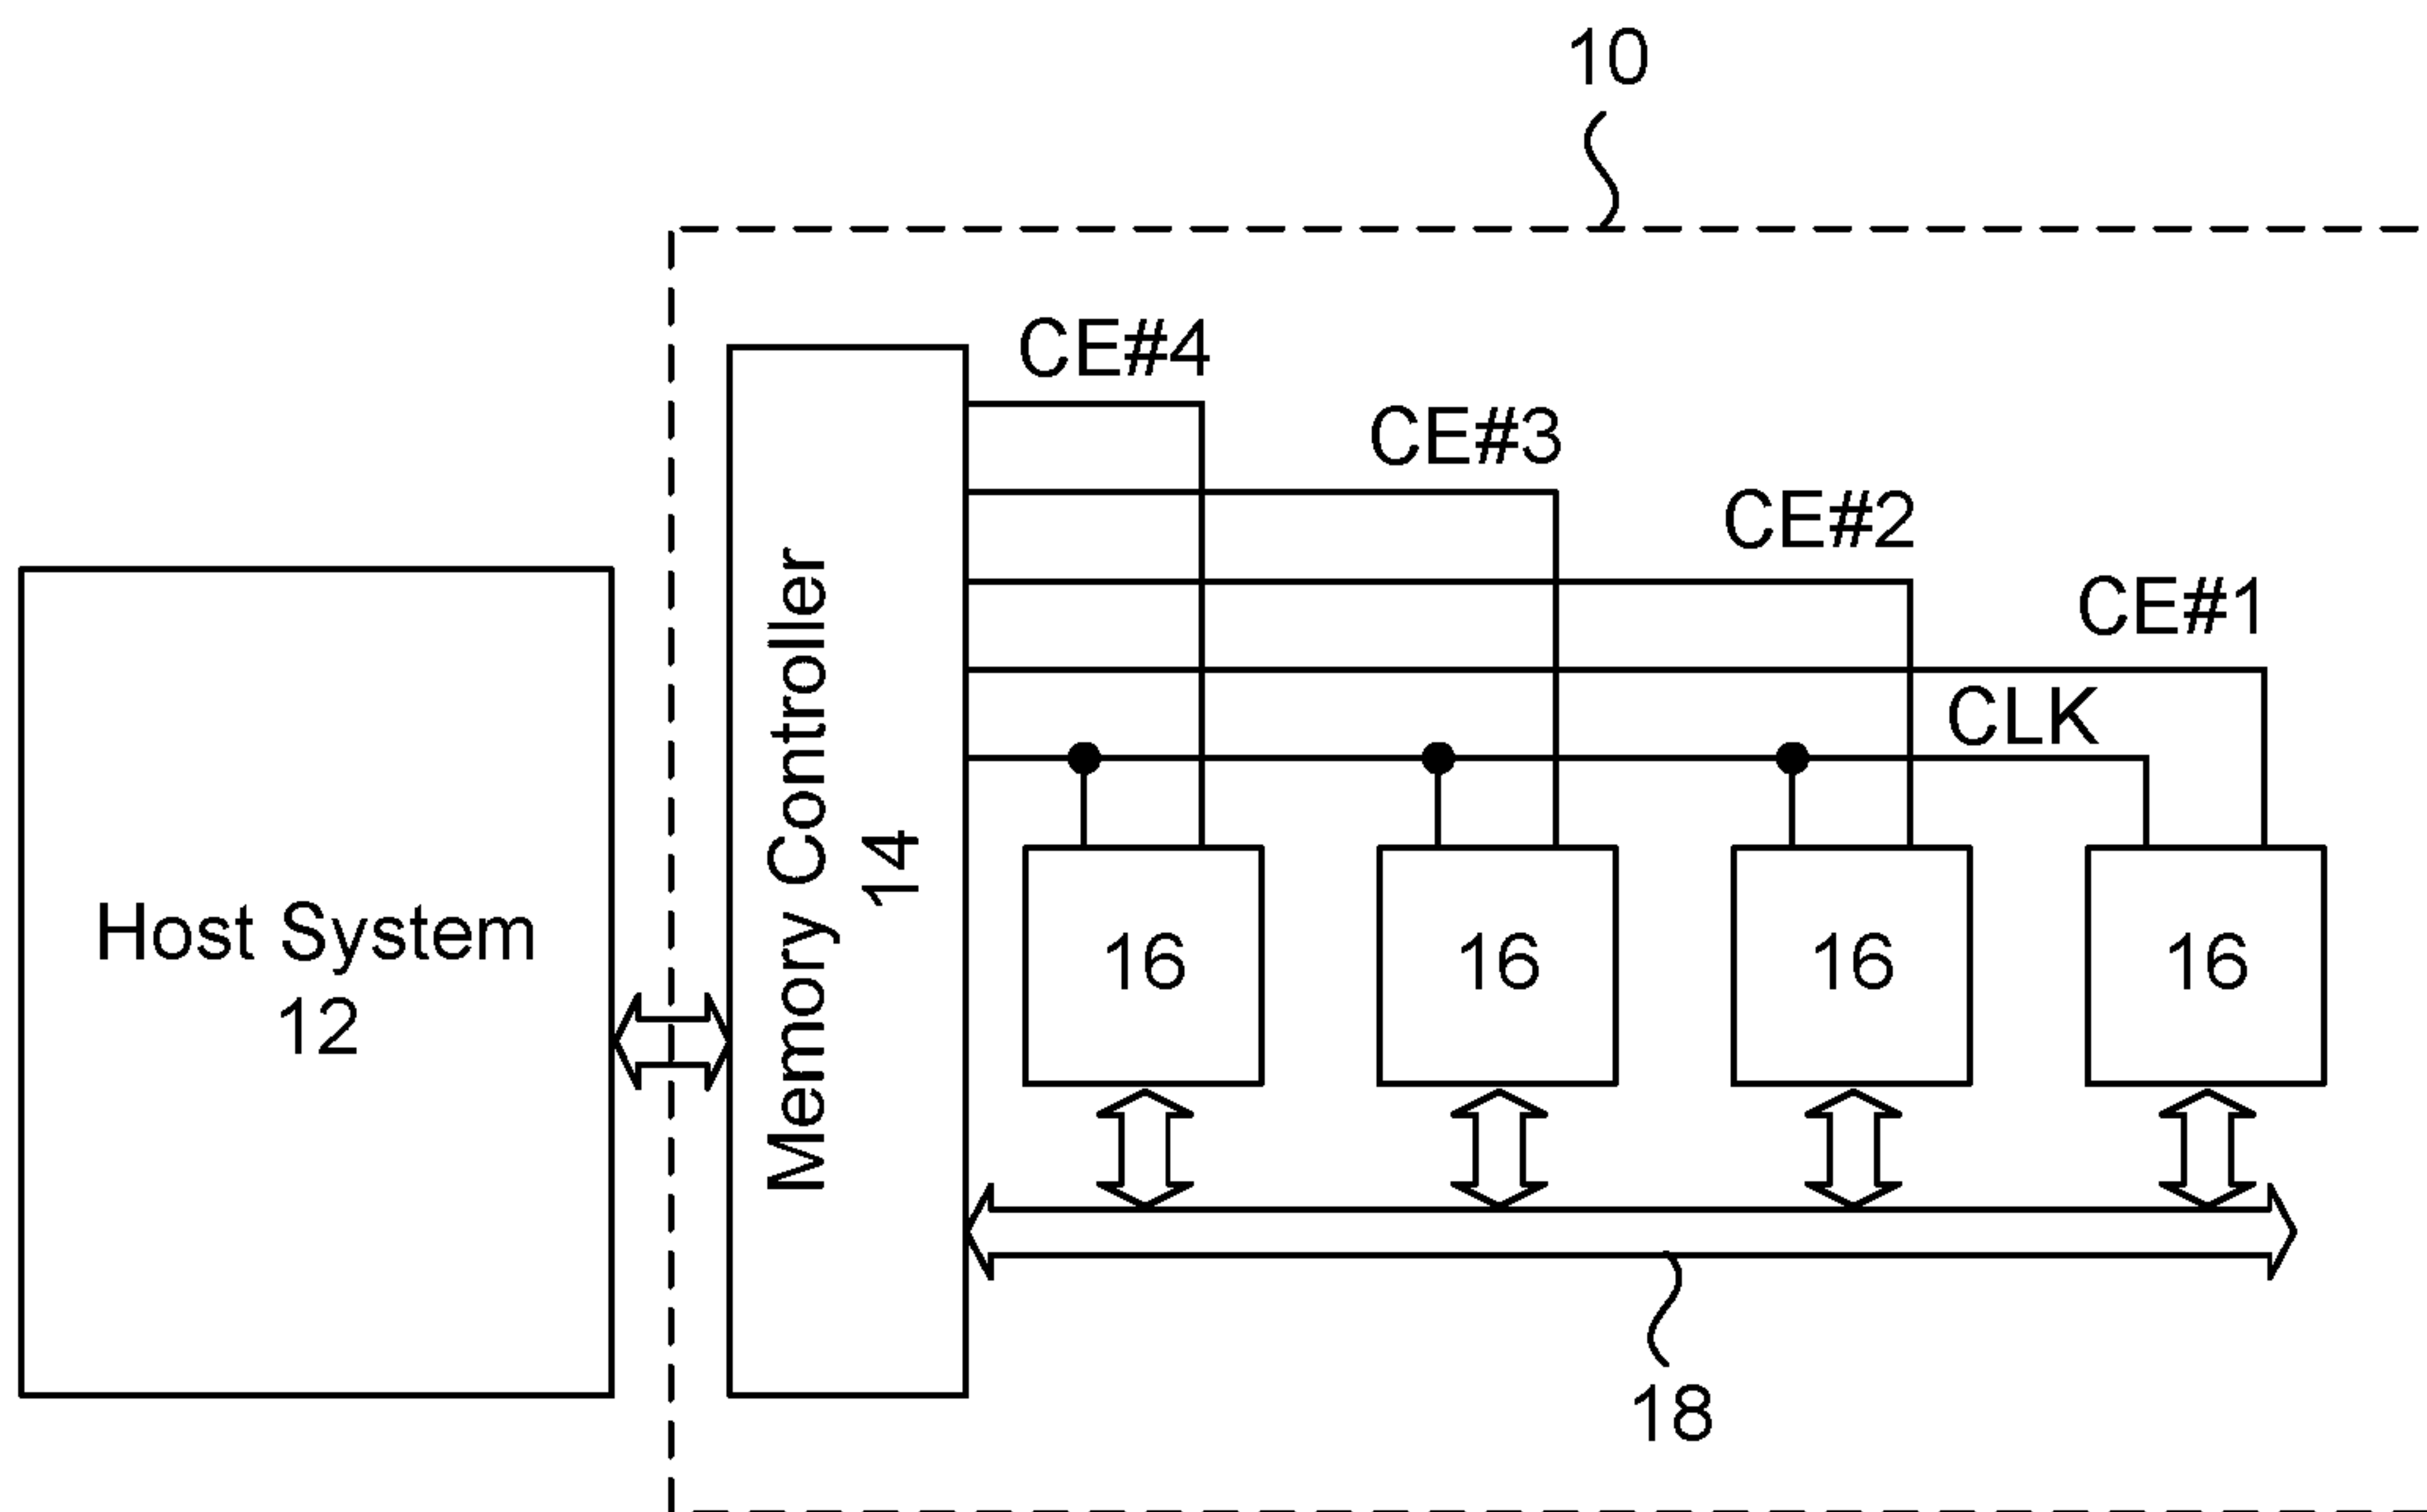 10
CE#4
CE#3
CE#2
CE#1
CLK
Host System
12
Memory Controller
14
16
16
16
16
18